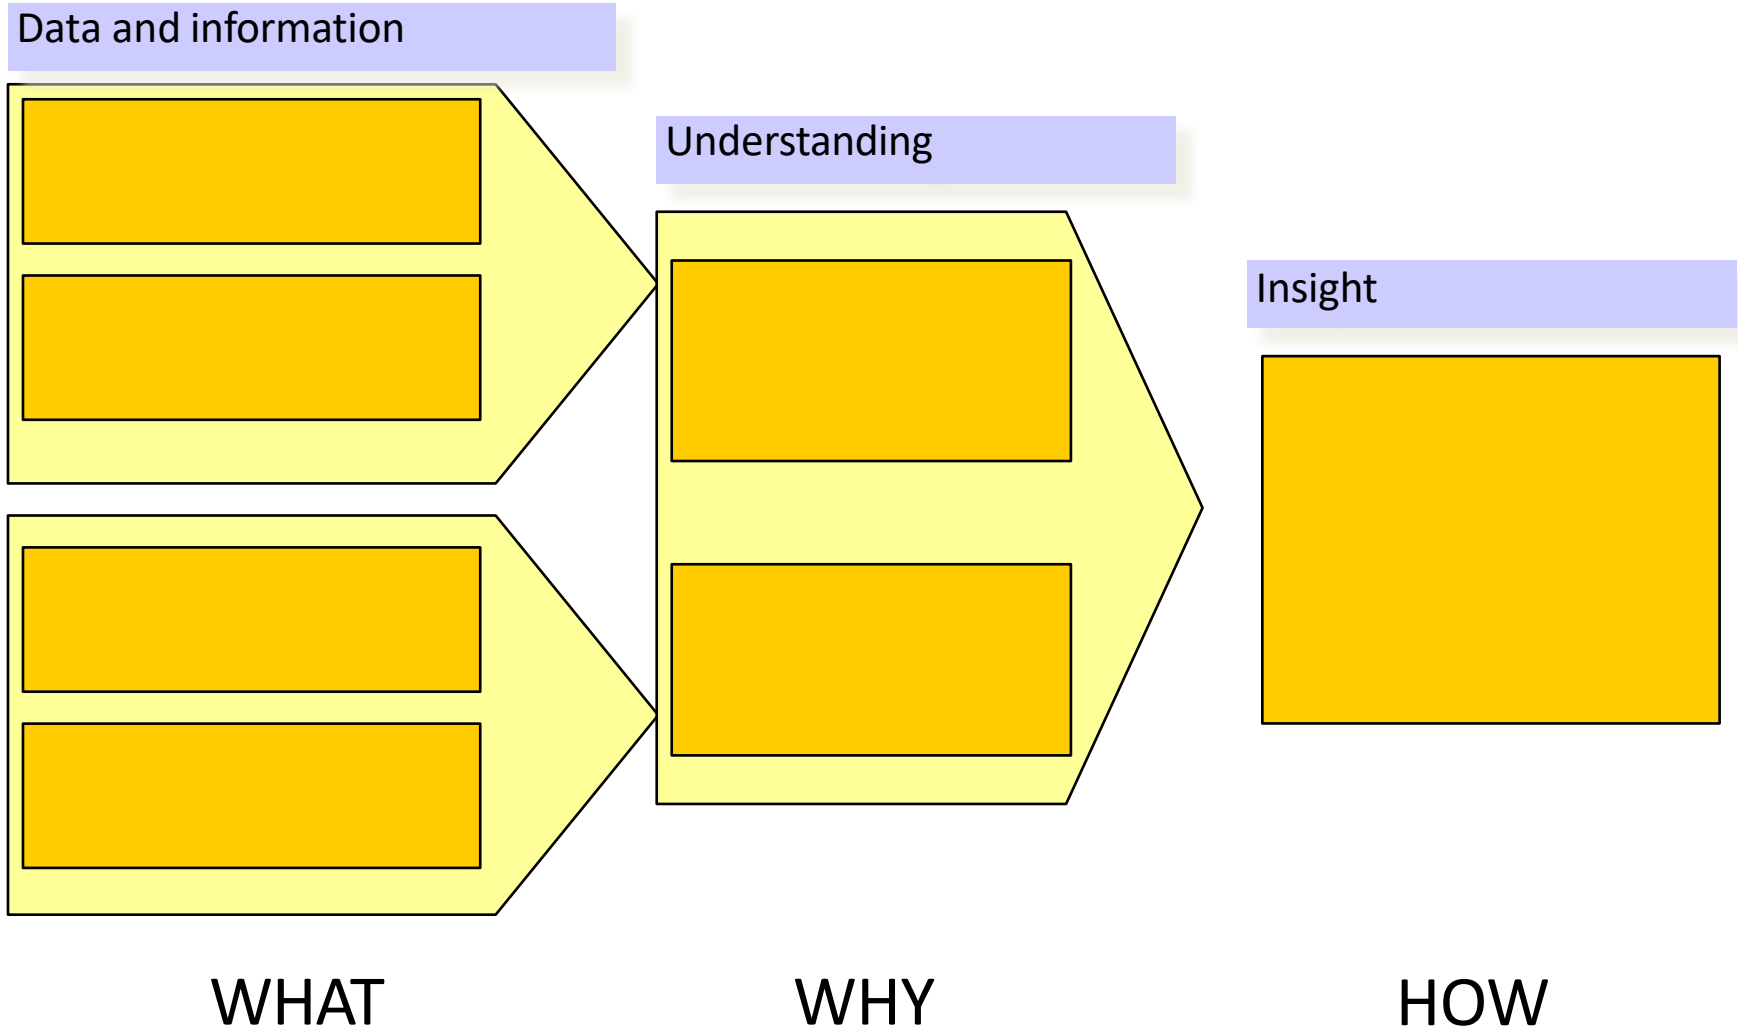 Data and information
Understanding
Insight
WHAT
WHY
HOW